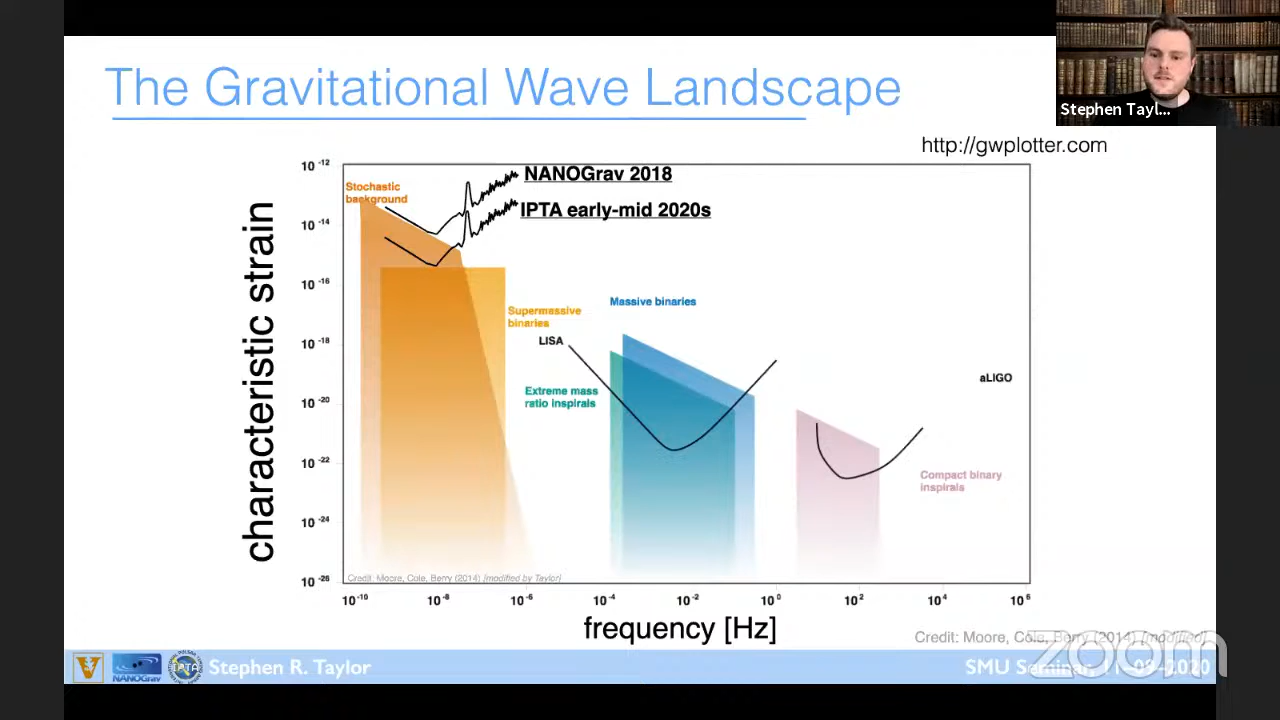 The Gravitational Wave Landscape
Stephen Tayl...
http://gwplotter.com
characteristic strain
10 -12
10 -14
10 -16
10 -18
10 -20
10 -22
10 -24
10 -26
Stochastic
background
NANOGrav 2018
IPTA early-mid 2020s
Supermassive
binaries
LISA
Massive binaries
Extreme mass
ratio inspirals
aLIGO
Compact binary
inspirals
Credit: Moore, Cole, Berry (2014) [modified by Taylor]
10 -10
10 -8
10 -6
10 -4
10 -2
10 0
10 2
10 4
10 6
frequency [Hz]
Credit: Moore, Cole, Berry (2014) [modified]
V
NANOGrav
IPTA
Stephen R. Taylor
SMU Seminar, 11-09-2020
zoom